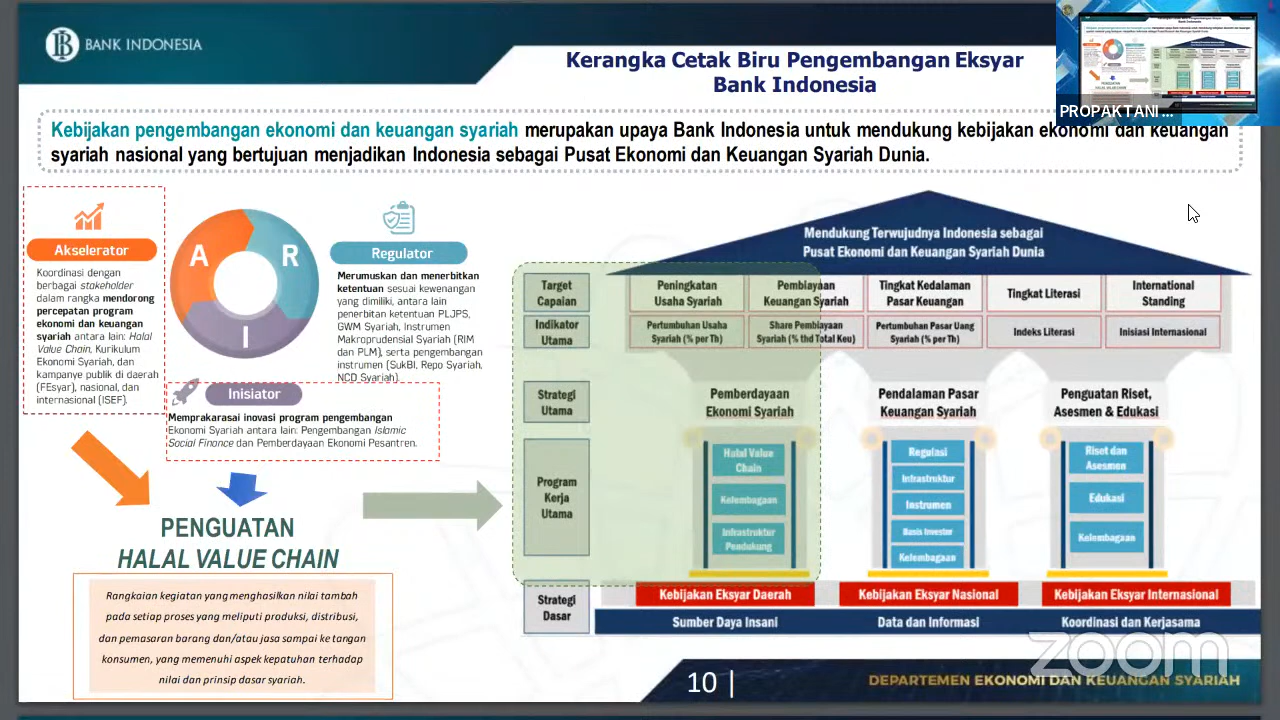 BANK INDONESIA
Kerangka Cetak Biru Pengembangan Eksyar
Bank Indonesia
PROPAKTANI ...
Kebijakan pengembangan ekonomi dan keuangan syariah merupakan upaya Bank Indonesia untuk mendukung kebijakan ekonomi dan keuangan
syariah nasional yang bertujuan menjadikan Indonesia sebagai Pusat Ekonomi dan Keuangan Syariah Dunia.
Akselerator
Koordinasi dengan
berbagai stakeholder
dalam rangka mendorong
percepatan program
ekonomi dan keuangan
syariah antara lain: Halal
Value Chain, Kurikulum
Ekonomi Syariah, dan
kampanye publik di daerah
(FEsyar), nasional, dan
internasional (ISEF).
A
R
I
Regulator
Merumuskan dan menerbitkan
ketentuan sesuai kewenangan
yang dimiliki, antara lain
penerbitan ketentuan PLJPS,
GWM Syariah, Instrumen
Makroprudensial Syariah (RIM
dan PLM), serta pengembangan
instrumen (SukBI, Repo Syariah,
NCD Syariah).
Inisiator
Memprakarasai inovasi program pengembangan
Ekonomi Syariah antara lain: Pengembangan Islamic
Social Finance dan Pemberdayaan Ekonomi Pesantren.
PENGUATAN
HALAL VALUE CHAIN
Rangkaian kegiatan yang menghasilkan nilai tambah
pada setiap proses yang meliputi produksi, distribusi,
dan pemasaran barang dan/atau jasa sampai ke tangan
konsumen, yang memenuhi aspek kepatuhan terhadap
nilai dan prinsip dasar syariah.
Mendukung Terwujudnya Indonesia sebagai
Pusat Ekonomi dan Keuangan Syariah Dunia
Target
Capaian
Peningkatan
Usaha Syariah
Pembiayaan
Keuangan Syariah
Tingkat Kedalaman
Pasar Keuangan
Tingkat Literasi
International
Standing
Indikator
Utama
Pertumbuhan Usaha
Syariah (% per Th)
Share Pembiayaan
Syariah (% thd Total Keu)
Pertumbuhan Pasar Uang
Syariah (% per Th)
Indeks Literasi
Inisiasi Internasional
Strategi
Utama
Pemberdayaan
Ekonomi Syariah
Pendalaman Pasar
Keuangan Syariah
Penguatan Riset,
Asesmen & Edukasi
Program
Kerja
Utama
Halal Value
Chain
Kelembagaan
Infrastruktur
Pendukung
Regulasi
Infrastruktur
Instrumen
Basis Investor
Kelembagaan
Riset dan
Asesmen
Edukasi
Kelembagaan
Strategi
Dasar
Kebijakan Eksyar Daerah
Kebijakan Eksyar Nasional
Kebijakan Eksyar Internasional
Sumber Daya Insani
Data dan Informasi
Koordinasi dan Kerjasama
zoom
10 |
DEPARTEMEN EKONOMI DAN KEUANGAN SYARIAH